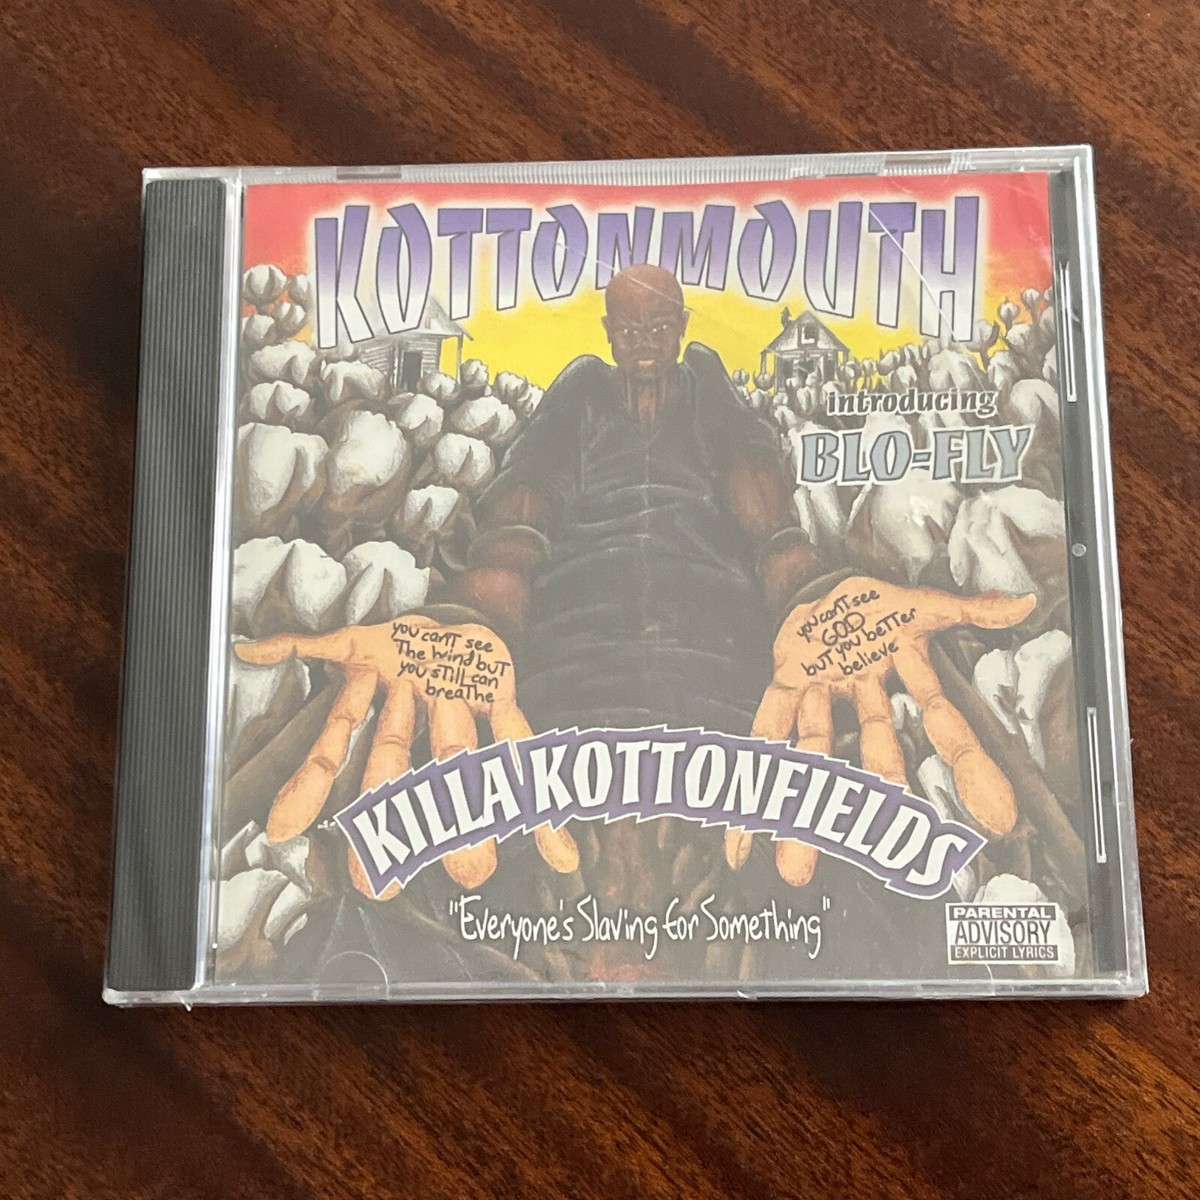 KOTTONMOUTH
introducing
BLO-FLY
you can't see
The wind but
you still can
breathe
you can't see
GOD
but you better
believe
KILLA KOTTONFIELDS
"Everyone's Slaving for Something"
PARENTAL
ADVISORY
EXPLICIT LYRICS